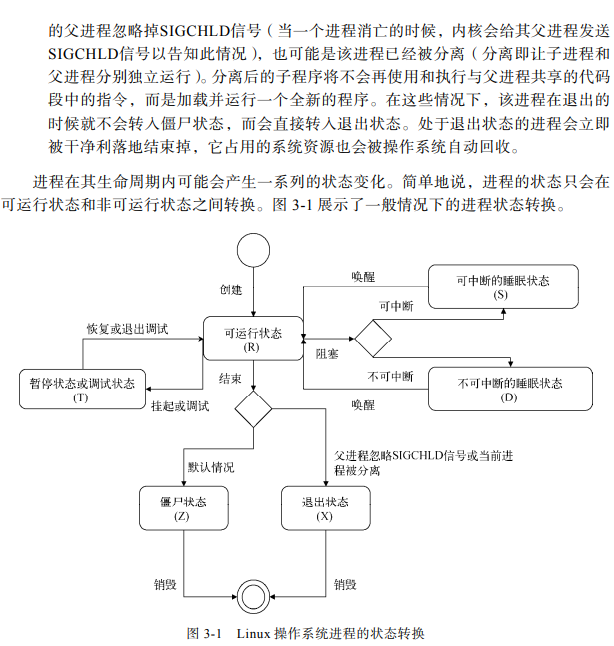 的父进程忽略掉SIGCHLD信号（当一个进程消亡的时候，内核会给其父进程发送
SIGCHLD信号以告知此情况），也可能是该进程已经被分离（分离即让子进程和
父进程分别独立运行）。分离后的子程序将不会再使用和执行与父进程共享的代码
段中的指令，而是加载并运行一个全新的程序。在这些情况下，该进程在退出的
时候就不会转入僵尸状态，而会直接转入退出状态。处于退出状态的进程会立即
被干净利落地结束掉，它占用的系统资源也会被操作系统自动回收。
进程在其生命周期内可能会产生一系列的状态变化。简单地说，进程的状态只会在
可运行状态和非可运行状态之间转换。图 3-1 展示了一般情况下的进程状态转换。
创建
唤醒
可中断的睡眠状态
(S)
可中断
恢复或退出调试
可运行状态
(R)
阻塞
暂停状态或调试状态
(T)
挂起或调试
结束
不可中断
不可中断的睡眠状态
(D)
唤醒
默认情况
父进程忽略SIGCHLD信号或当前进
程被分离
僵尸状态
(Z)
退出状态
(X)
销毁
销毁
图 3-1 Linux 操作系统进程的状态转换